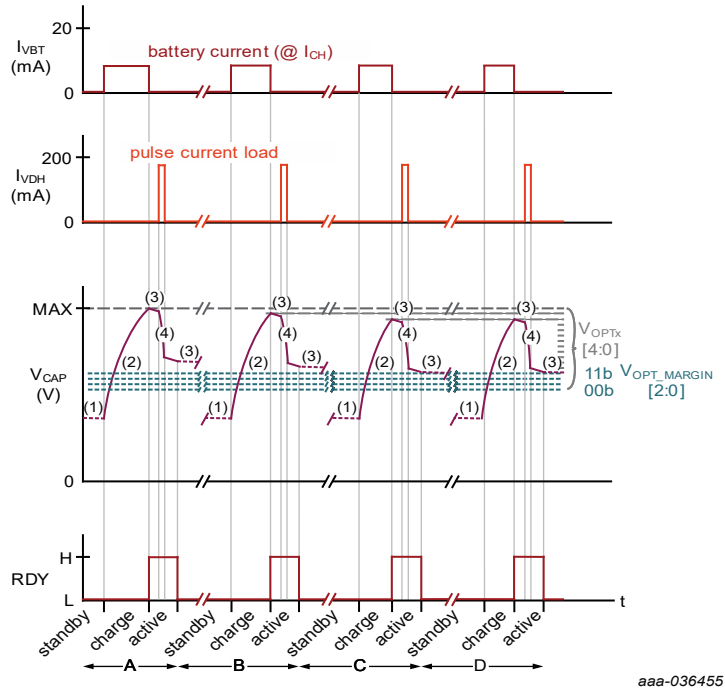 20
I_VBT
(mA)
0
battery current (@ I_CH)
200
I_VDH
(mA)
0
pulse current load
MAX
V_CAP
(V)
0
(1) (2) (3) (4) (3)
(1) (2) (3) (4) (3)
(1) (2) (3) (4) (3)
(1) (2) (3) (4) (3)
V_OPTx
[4:0]
11b V_OPT_MARGIN
00b [2:0]
H
RDY
L
t
standby charge active standby charge active standby charge active standby charge active
A B C D
aaa-036455